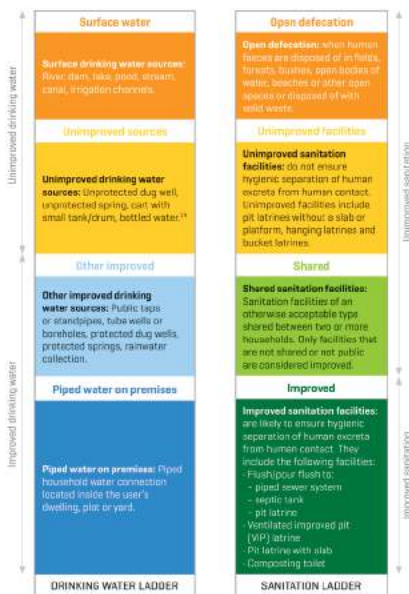 Surface water
Surface drinking water sources:
River, dam, lake, pond, stream,
canal, irrigation channels.
Unimproved sources
Unimproved drinking water
sources: Unprotected dug well,
unprotected spring, cart with
small tank/drum, bottled water.
Other improved
Other improved drinking
water sources: Public taps
or standpipes, tube wells or
boreholes, protected dug wells,
protected springs, rainwater
collection.
Piped water on premises
Piped water on premises: Piped
household water connection
located inside the user's
dwelling, plot or yard.
DRINKING WATER LADDER
Unimproved drinking water
Improved drinking water
Open defecation
Open defecation: when human
faeces are disposed of in fields,
forests, bushes, open bodies of
water, beaches or other open
spaces or disposed of with
solid waste.
Unimproved facilities
Unimproved sanitation
facilities: do not ensure
hygienic separation of human
excreta from human contact.
Unimproved facilities include
pit latrines without a slab or
platform, hanging latrines and
bucket latrines.
Shared
Shared sanitation facilities:
Sanitation facilities of an
otherwise acceptable type
shared between two or more
households. Only facilities that
are not shared or not public
are considered improved.
Improved
Improved sanitation facilities:
are likely to ensure hygienic
separation of human excreta
from human contact. They
include the following facilities:
· Flush/pour flush to:
– piped sewer system
– septic tank
– pit latrine
· Ventilated improved pit
(VIP) latrine
· Pit latrine with slab
· Composting toilet
SANITATION LADDER
Unimproved sanitation
Improved sanitation